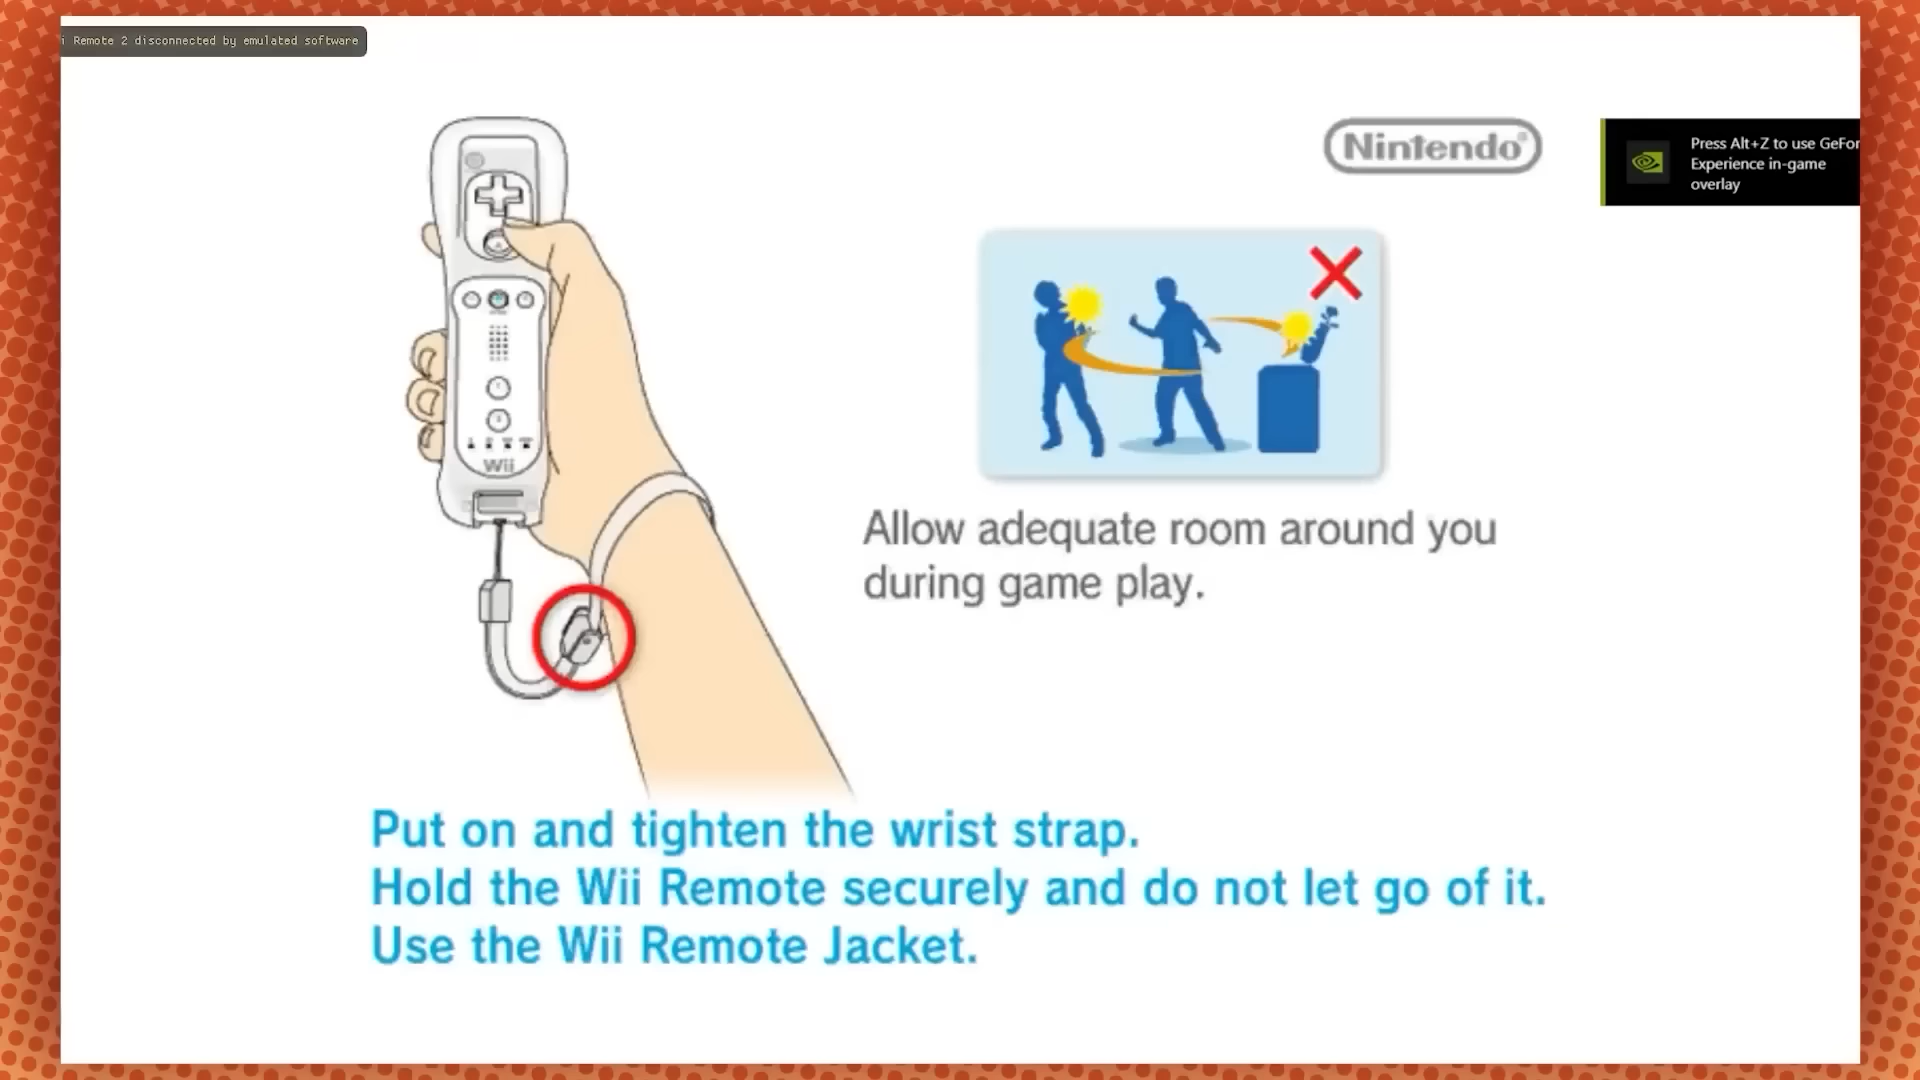 i Remote 2 disconnected by emulated software
Nintendo®
Press Alt+Z to use GeFor
Experience in-game
overlay
Wii
Allow adequate room around you
during game play.
Put on and tighten the wrist strap.
Hold the Wii Remote securely and do not let go of it.
Use the Wii Remote Jacket.